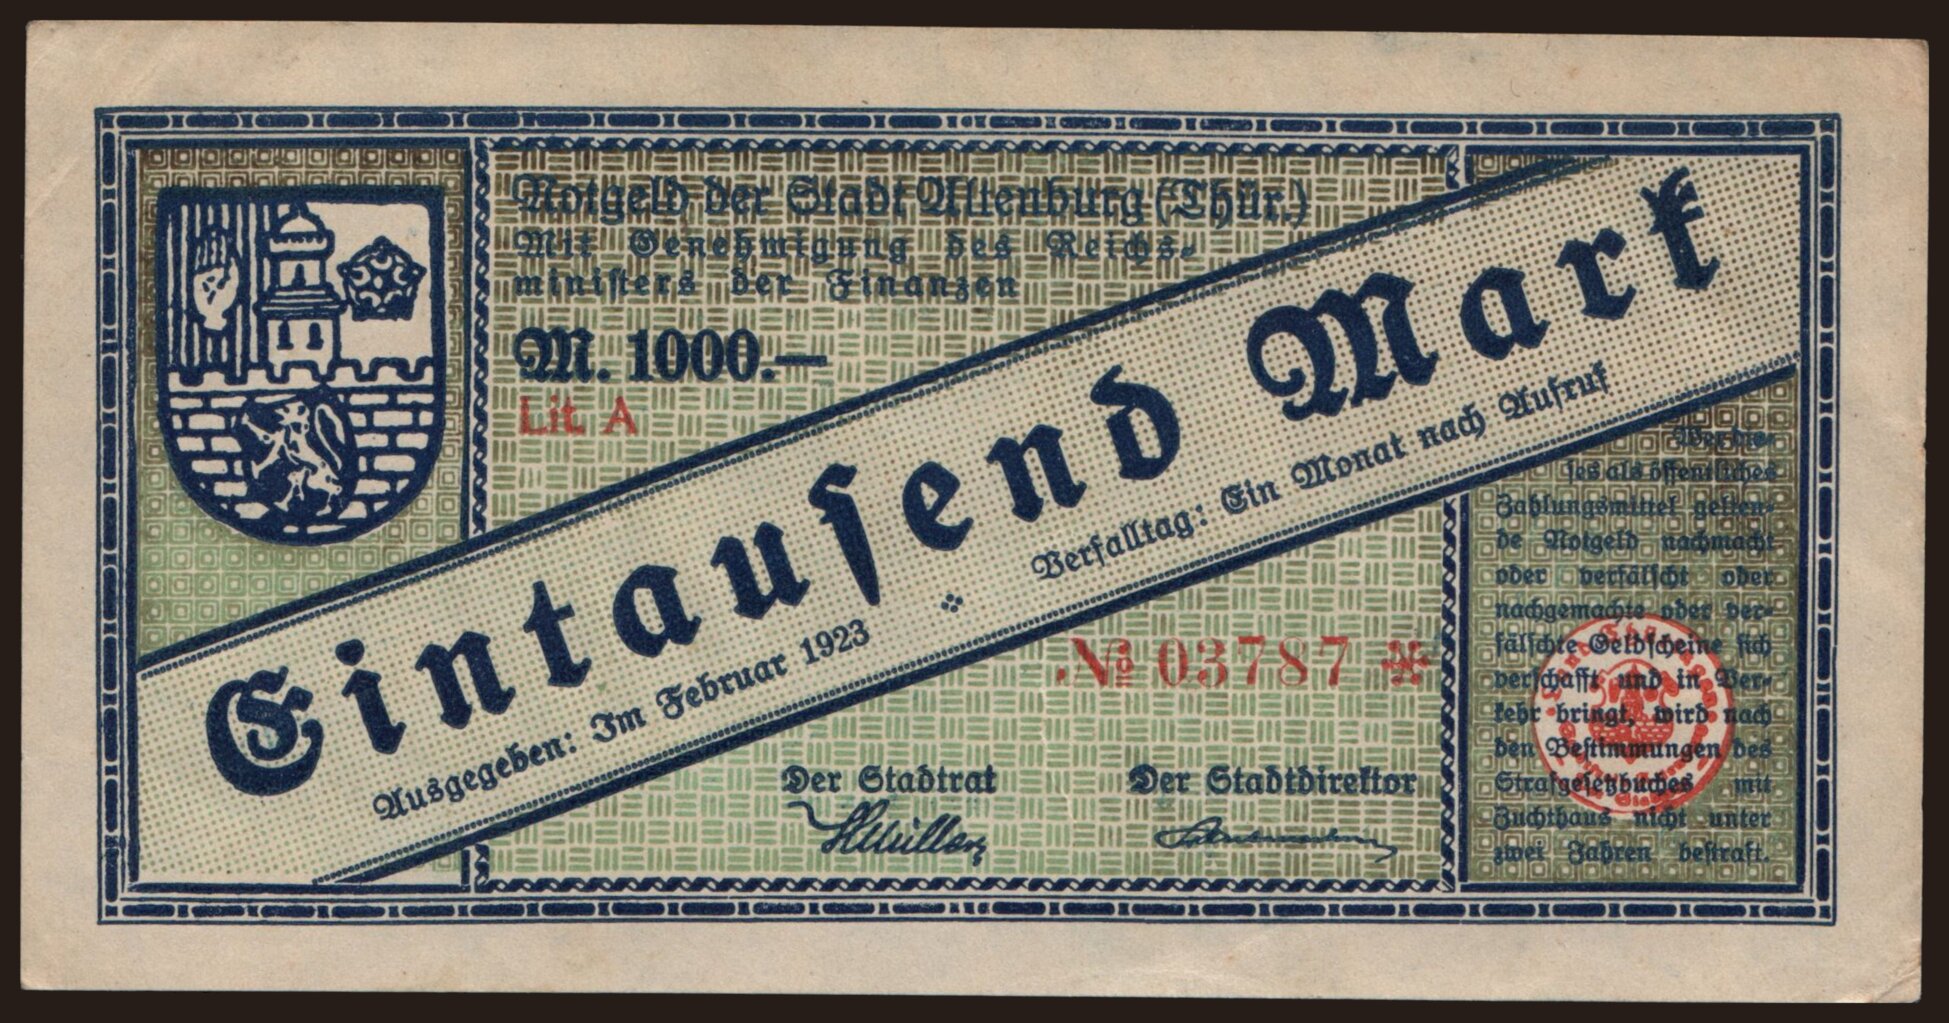 Notgeld der Stadt Altenburg (Thür.)
Mit Genehmigung des Reichs-
ministers der Finanzen
M. 1000.—
Lit. A
Eintausend Mark
Ausgegeben: Im Februar 1923
Verfalltag: Ein Monat nach Aufruf
№ 03787 *
Der Stadtrat
Der Stadtdirektor
Wer die-
ses als öffentliches
Zahlungsmittel gelten-
de Notgeld nachmacht
oder verfälscht oder
nachgemachte oder ver-
fälschte Geldscheine sich
verschafft und in Ver-
kehr bringt, wird nach
den Bestimmungen des
Strafgesetzbuches mit
Zuchthaus nicht unter
zwei Jahren bestraft.